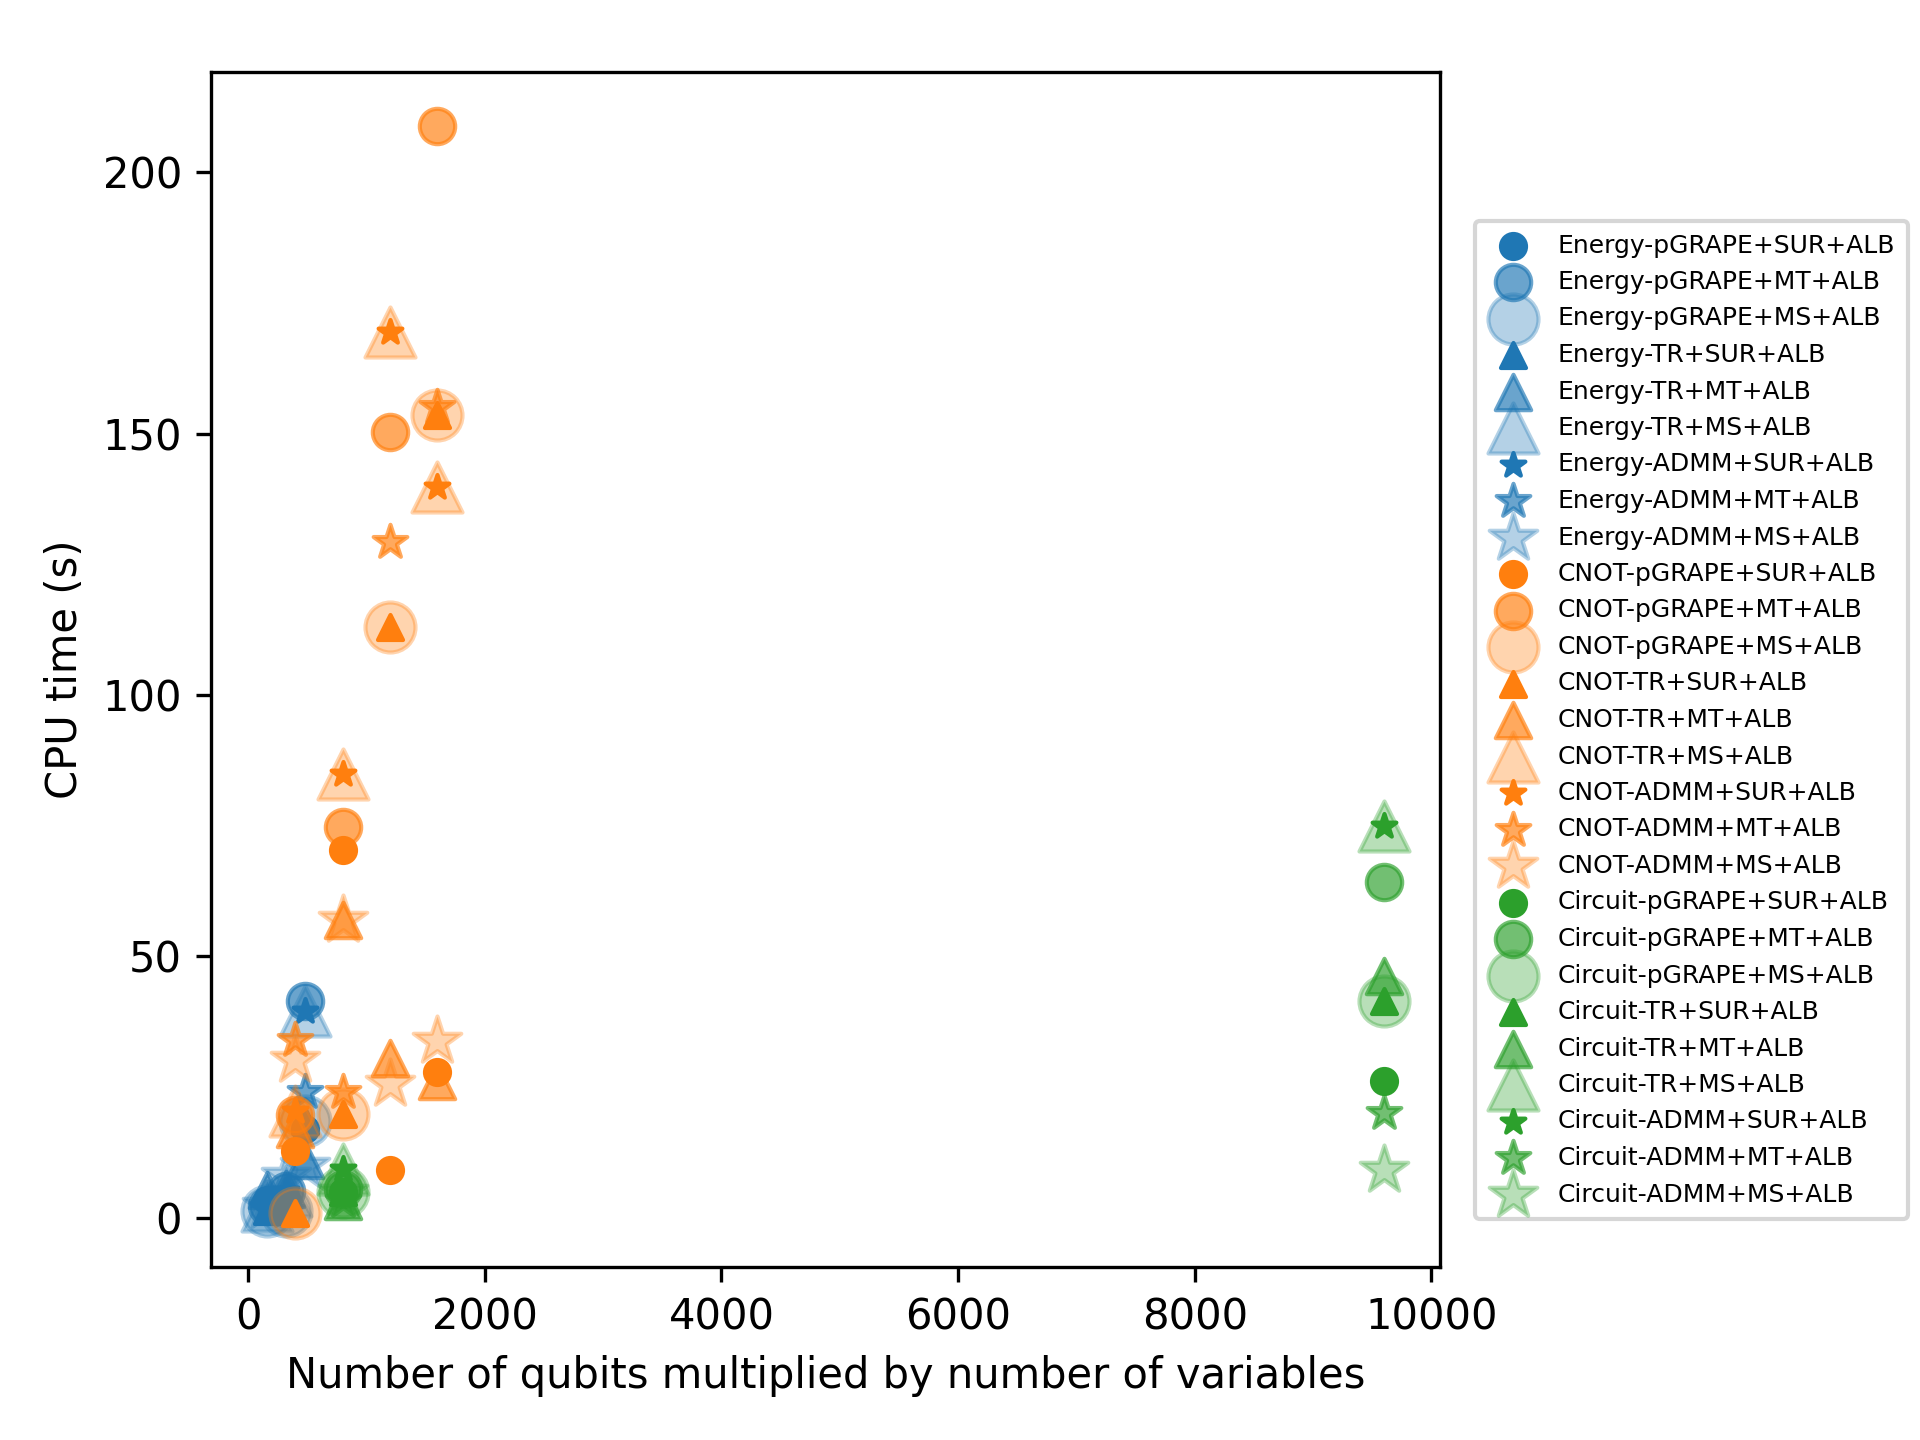 200
150
100
50
0
CPU time (s)
0 2000 4000 6000 8000 10000
Number of qubits multiplied by number of variables
Energy-pGRAPE+SUR+ALB
Energy-pGRAPE+MT+ALB
Energy-pGRAPE+MS+ALB
Energy-TR+SUR+ALB
Energy-TR+MT+ALB
Energy-TR+MS+ALB
Energy-ADMM+SUR+ALB
Energy-ADMM+MT+ALB
Energy-ADMM+MS+ALB
CNOT-pGRAPE+SUR+ALB
CNOT-pGRAPE+MT+ALB
CNOT-pGRAPE+MS+ALB
CNOT-TR+SUR+ALB
CNOT-TR+MT+ALB
CNOT-TR+MS+ALB
CNOT-ADMM+SUR+ALB
CNOT-ADMM+MT+ALB
CNOT-ADMM+MS+ALB
Circuit-pGRAPE+SUR+ALB
Circuit-pGRAPE+MT+ALB
Circuit-pGRAPE+MS+ALB
Circuit-TR+SUR+ALB
Circuit-TR+MT+ALB
Circuit-TR+MS+ALB
Circuit-ADMM+SUR+ALB
Circuit-ADMM+MT+ALB
Circuit-ADMM+MS+ALB